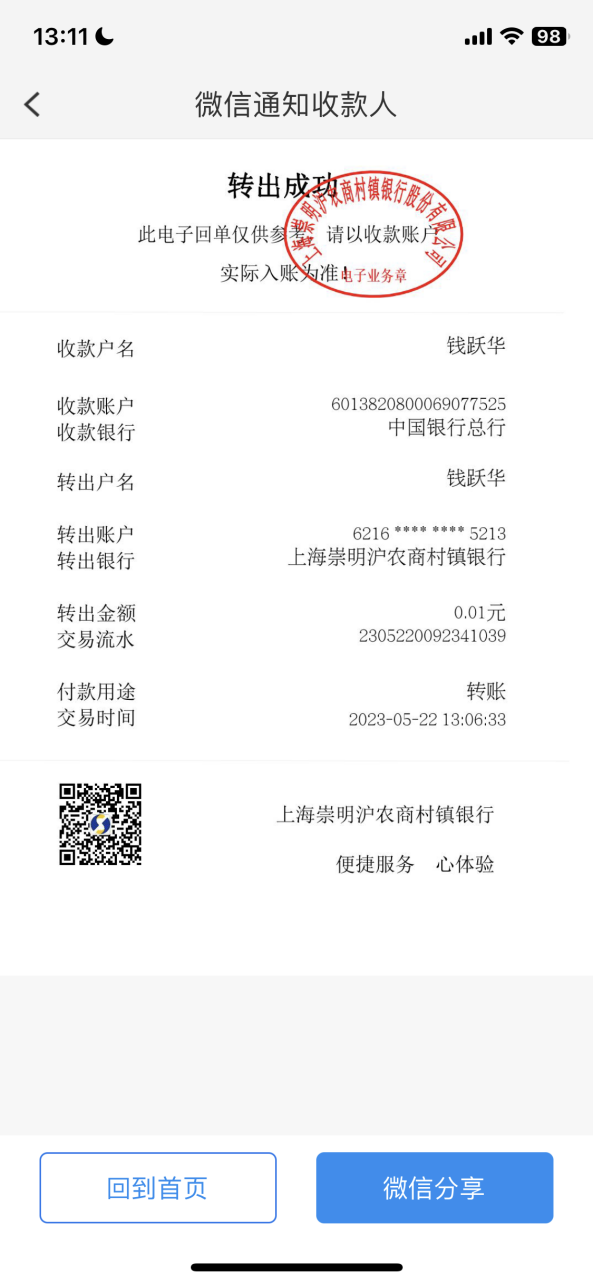 13:11
98
微信通知收款人
转出成功
上海崇明沪农商村镇银行股份有限公司
此电子回单仅供参考，请以收款账户
实际入账为准！
电子业务章
收款户名 钱跃华
收款账户 6013820800069077525
收款银行 中国银行总行
转出户名 钱跃华
转出账户 6216 **** **** 5213
转出银行 上海崇明沪农商村镇银行
转出金额 0.01元
交易流水 2305220092341039
付款用途 转账
交易时间 2023-05-22 13:06:33
上海崇明沪农商村镇银行
便捷服务 心体验
回到首页 微信分享